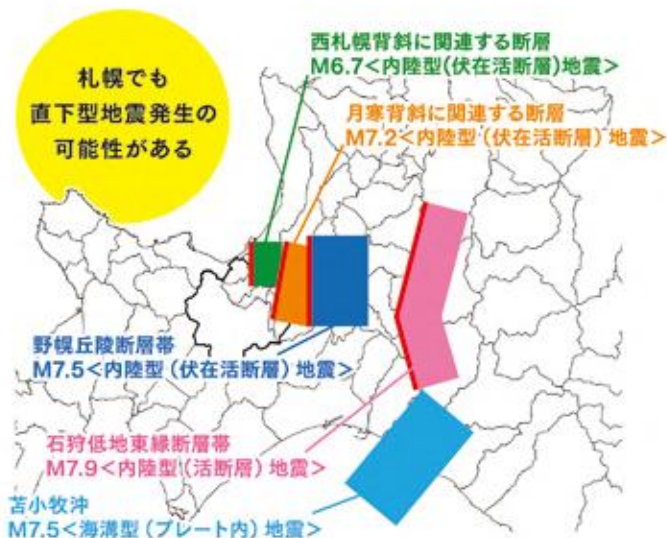 札幌でも
直下型地震発生の
可能性がある
西札幌背斜に関連する断層
M6.7<内陸型(伏在活断層)地震>
月寒背斜に関連する断層
M7.2<内陸型(伏在活断層)地震>
野幌丘陵断層帯
M7.5<内陸型(伏在活断層)地震>
石狩低地東縁断層帯
M7.9<内陸型(活断層)地震>
苫小牧沖
M7.5<海溝型(プレート内)地震>